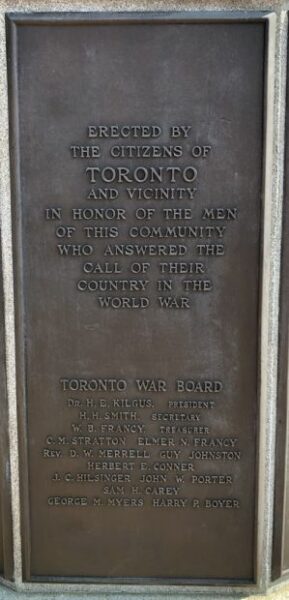 ERECTED BY
THE CITIZENS OF
TORONTO
AND VICINITY
IN HONOR OF THE MEN
OF THIS COMMUNITY
WHO ANSWERED THE
CALL OF THEIR
COUNTRY IN THE
WORLD WAR
TORONTO WAR BOARD
DR. H. E. KILGUS. PRESIDENT
H. H. SMITH. SECRETARY
W. B. FRANCY. TREASURER
C. M. STRATTON ELMER N. FRANCY
REV. D. W. MERRELL GUY JOHNSTON
HERBERT E. CONNER
J. C. HILSINGER JOHN W. PORTER
SAM H. CAREY
GEORGE M. MYERS HARRY P. BOYER